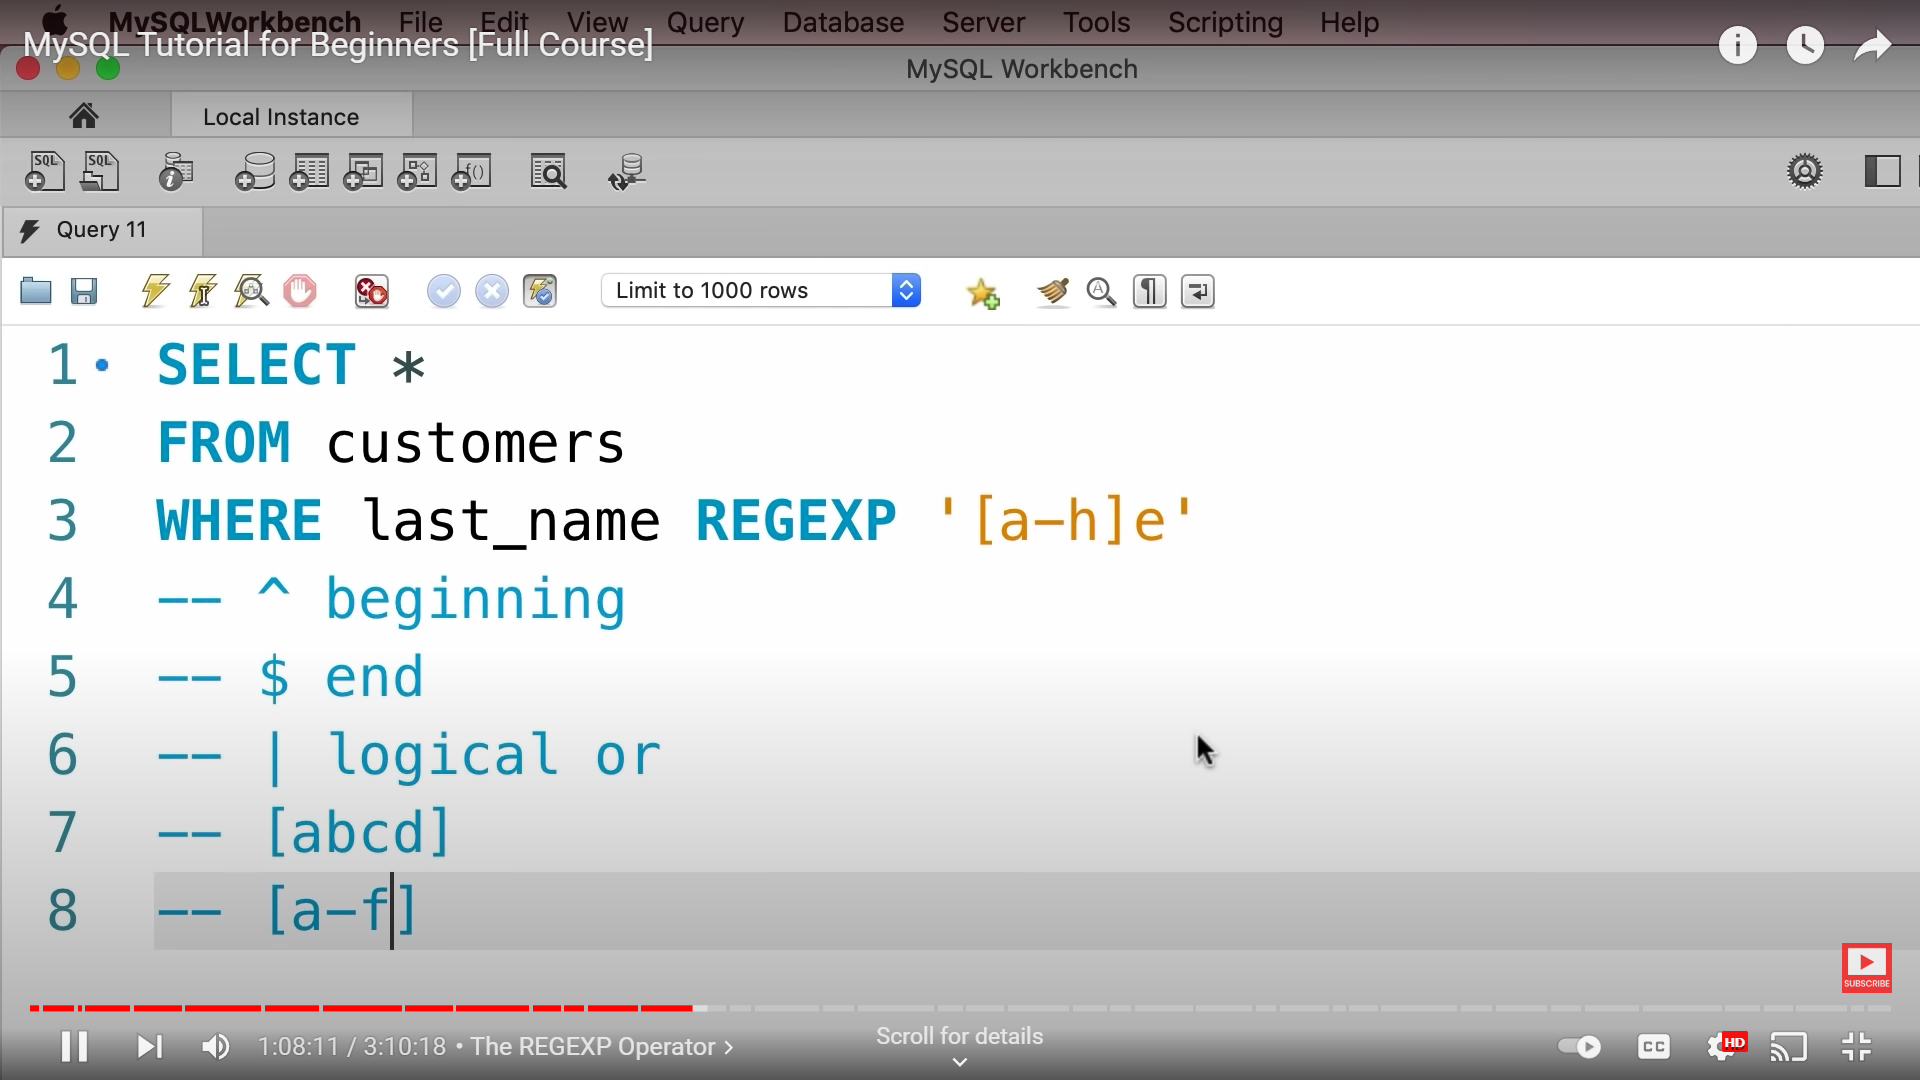 MySQLWorkbench File Edit View Query Database Server Tools Scripting Help
MySQL Tutorial for Beginners [Full Course]
MySQL Workbench
Local Instance
SQL SQL i f()
Query 11
Limit to 1000 rows
1 SELECT *
2 FROM customers
3 WHERE last_name REGEXP '[a-h]e'
4 -- ^ beginning
5 -- $ end
6 -- | logical or
7 -- [abcd]
8 -- [a-f]
SUBSCRIBE
Scroll for details
1:08:11 / 3:10:18 • The REGEXP Operator >
CC HD